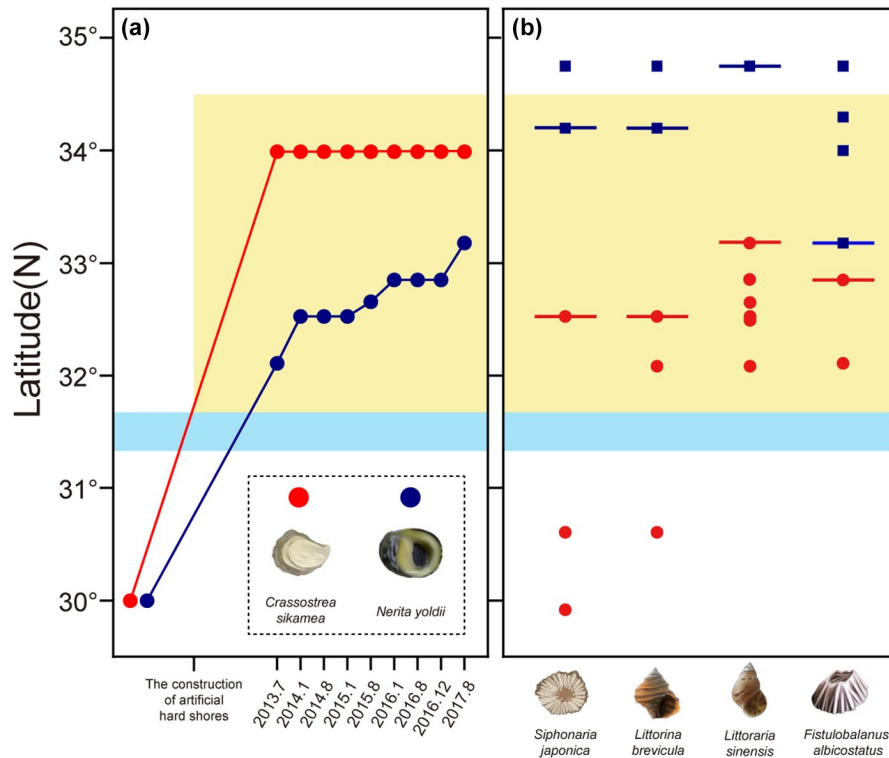 (a)
(b)
Latitude(N)
35°
34°
33°
32°
31°
30°
Crassostrea
sikamea
Nerita yoldii
The construction
of artificial
hard shores
2013.7
2014.1
2014.8
2015.1
2015.8
2016.1
2016.8
2016.12
2017.8
Siphonaria
japonica
Littorina
brevicula
Littoraria
sinensis
Fistulobalanus
albicostatus